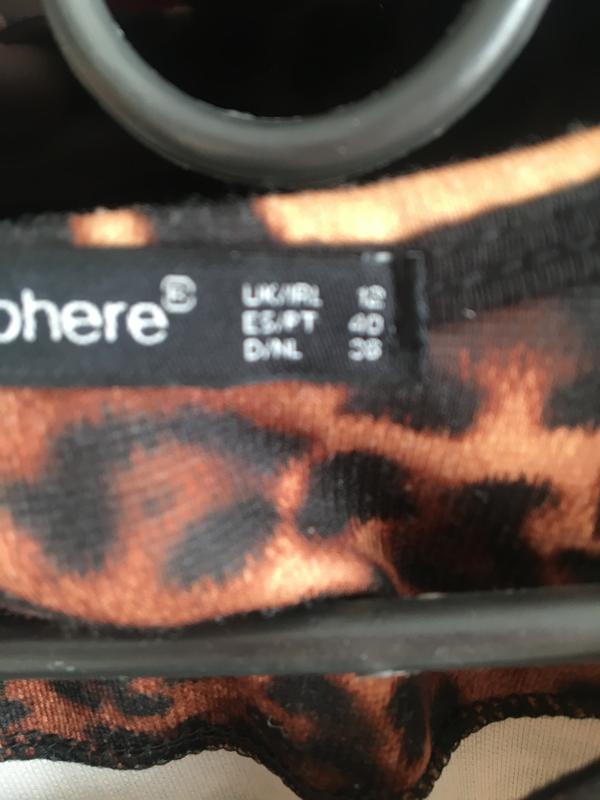 phere®
UK/IRL 12
ES/PT 40
D/NL 38